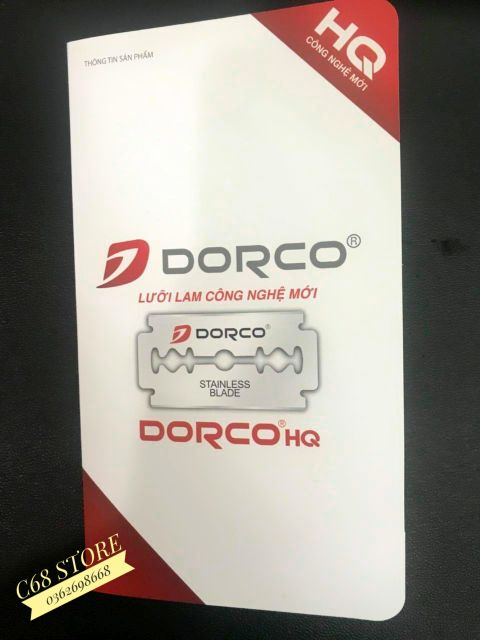 THÔNG TIN SẢN PHẨM
HQ
CÔNG NGHỆ MỚI
DORCO®
LƯỠI LAM CÔNG NGHỆ MỚI
DORCO®
STAINLESS
BLADE
DORCO®HQ
C68 STORE
0362698668